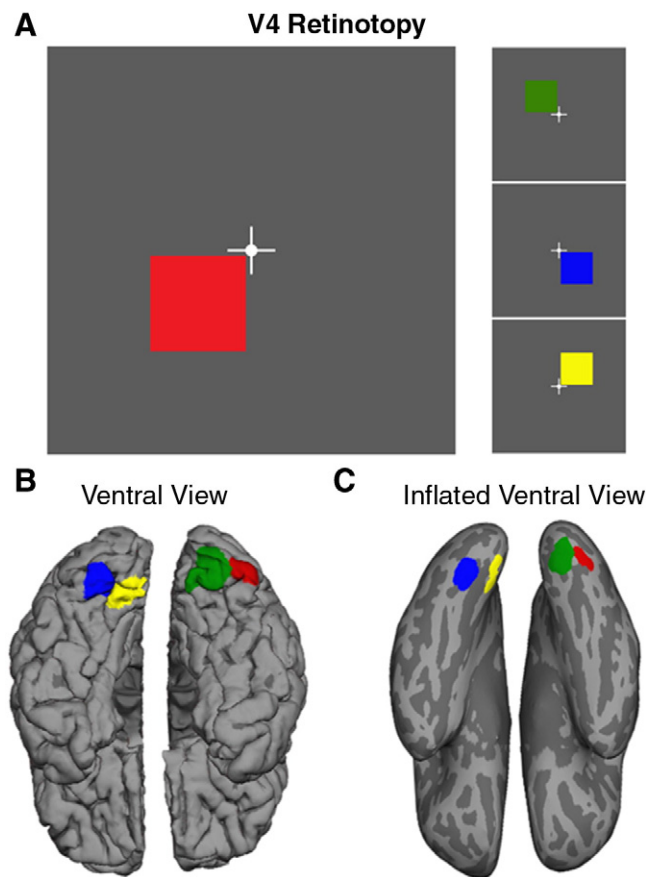 A
V4 Retinotopy
B
Ventral View
C
Inflated Ventral View